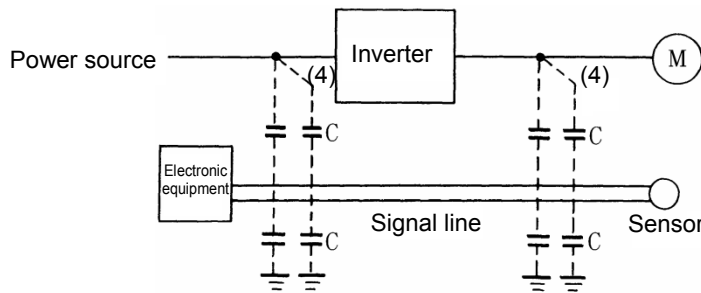 Power source
Inverter
M
(4)
(4)
C
C
Electronic
equipment
Signal line
Sensor
C
C